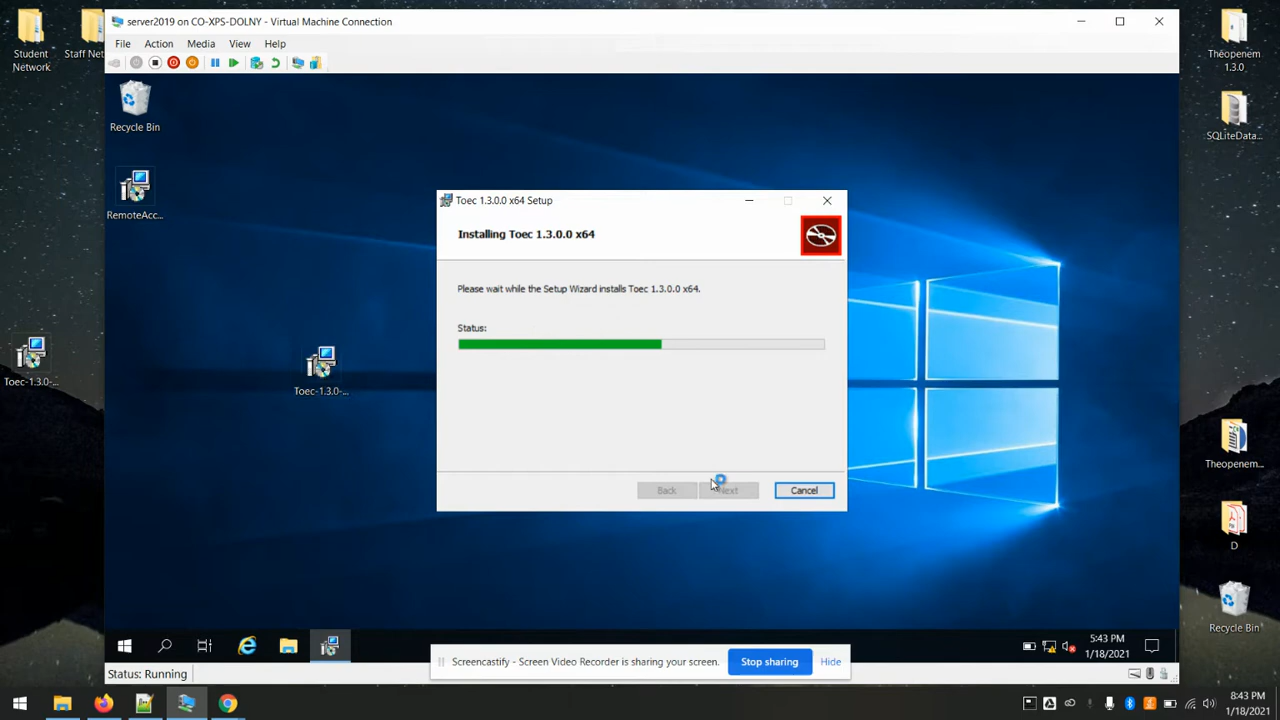 Student
Network
Staff Net
Théopenem
1.3.0
SQLiteData...
Toec-1.3.0-...
Theopenem...
D
Recycle Bin
server2019 on CO-XPS-DOLNY - Virtual Machine Connection
File Action Media View Help
Recycle Bin
RemoteAcc...
Toec-1.3.0-...
Toec 1.3.0.0 x64 Setup
Installing Toec 1.3.0.0 x64
Please wait while the Setup Wizard installs Toec 1.3.0.0 x64.
Status:
Back Next Cancel
5:43 PM
1/18/2021
Screencastify - Screen Video Recorder is sharing your screen. Stop sharing Hide
Status: Running
8:43 PM
1/18/2021